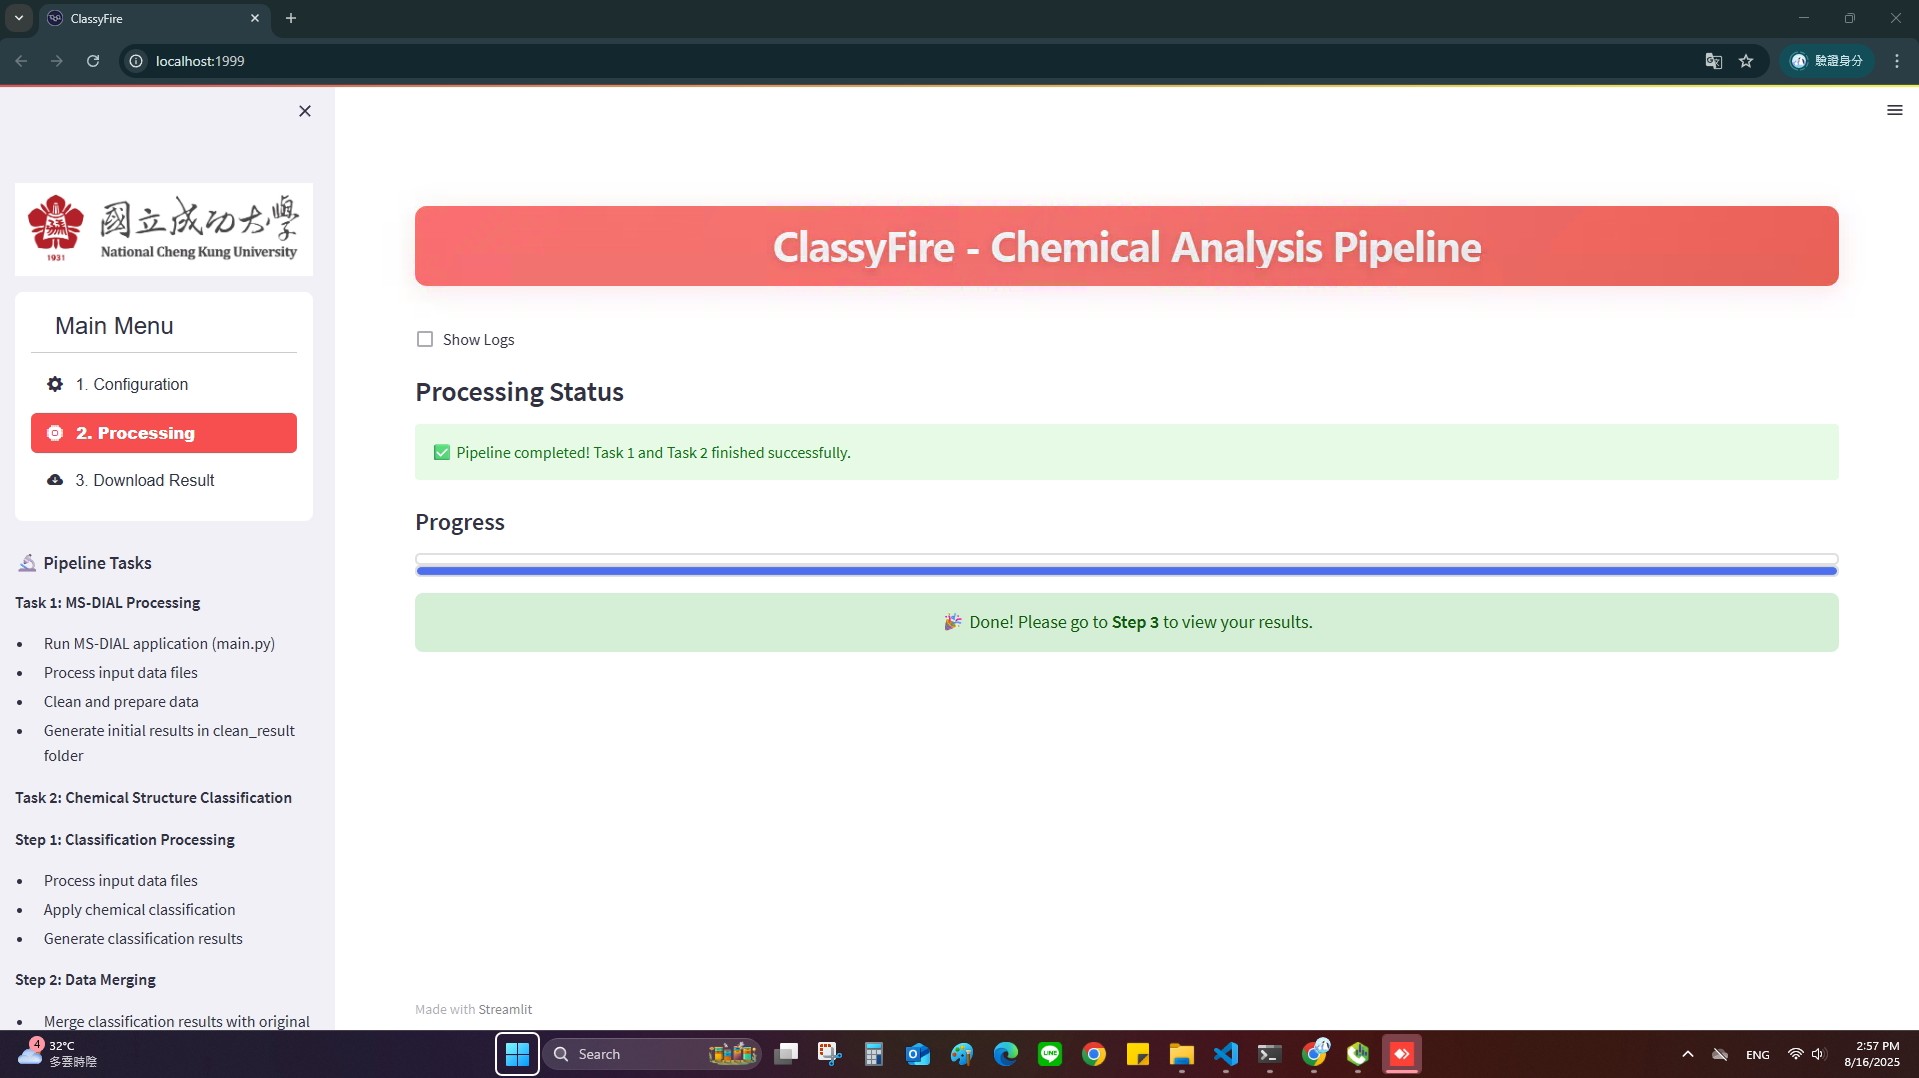 ClassyFire
localhost:1999
驗證身分
國立成功大學
National Cheng Kung University
1931
Main Menu
1. Configuration
2. Processing
3. Download Result
Pipeline Tasks
Task 1: MS-DIAL Processing
Run MS-DIAL application (main.py)
Process input data files
Clean and prepare data
Generate initial results in clean_result
folder
Task 2: Chemical Structure Classification
Step 1: Classification Processing
Process input data files
Apply chemical classification
Generate classification results
Step 2: Data Merging
Merge classification results with original
ClassyFire - Chemical Analysis Pipeline
Show Logs
Processing Status
✅ Pipeline completed! Task 1 and Task 2 finished successfully.
Progress
🎉 Done! Please go to Step 3 to view your results.
Made with Streamlit
4
32°C
多雲時陰
Search
LINE
ENG
2:57 PM
8/16/2025